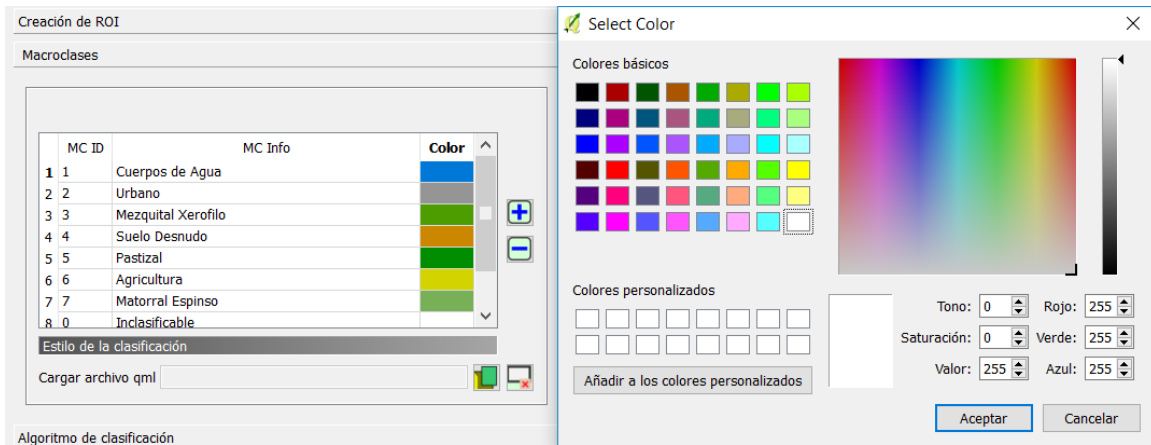 Creación de ROI
Macroclases
MC ID MC Info Color
1 1 Cuerpos de Agua
2 2 Urbano
3 3 Mezquital Xerofilo
4 4 Suelo Desnudo
5 5 Pastizal
6 6 Agricultura
7 7 Matorral Espinso
8 0 Inclasificable
Estilo de la clasificación
Cargar archivo qml
Algoritmo de clasificación
Select Color
Colores básicos
Colores personalizados
Añadir a los colores personalizados
Tono: 0 Rojo: 255
Saturación: 0 Verde: 255
Valor: 255 Azul: 255
Aceptar Cancelar